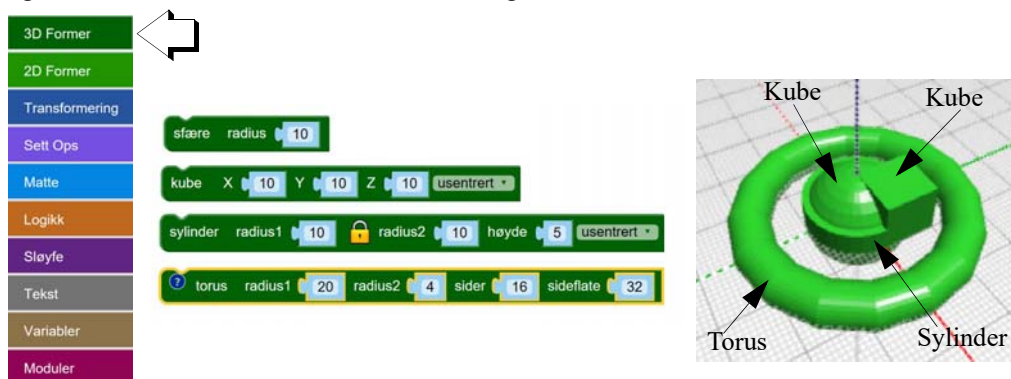 3D Former
2D Former
Transformering
Sett Ops
Matte
Logikk
Sløyfe
Tekst
Variabler
Moduler
sfære radius 10
kube X 10 Y 10 Z 10 usentrert
sylinder radius1 10 radius2 10 høyde 5 usentrert
? torus radius1 20 radius2 4 sider 16 sideflate 32
Kube
Kube
Torus
Sylinder